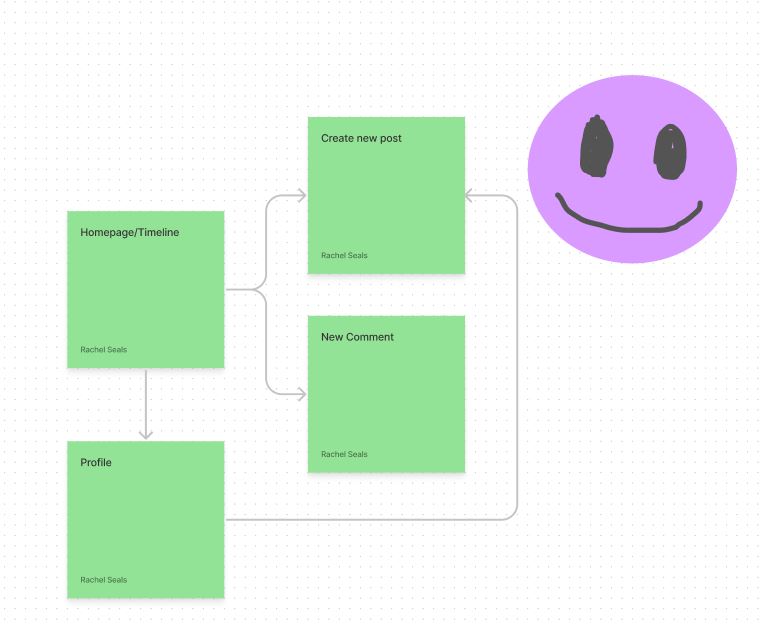 Create new post
Rachel Seals
Homepage/Timeline
Rachel Seals
New Comment
Rachel Seals
Profile
Rachel Seals